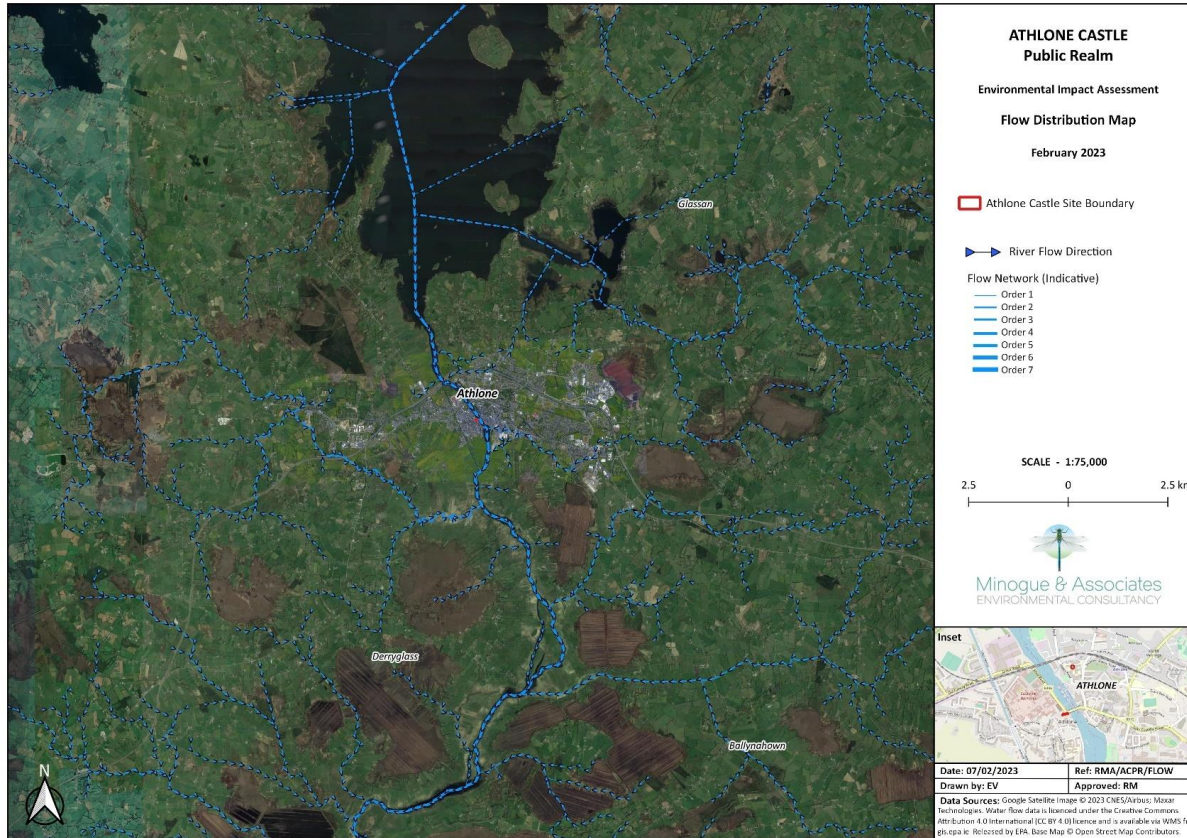 ATHLONE CASTLE
Public Realm
Environmental Impact Assessment
Flow Distribution Map
February 2023
Athlone Castle Site Boundary
River Flow Direction
Flow Network (Indicative)
Order 1
Order 2
Order 3
Order 4
Order 5
Order 6
Order 7
SCALE - 1:75,000
2.5 0 2.5 km
Minogue & Associates
ENVIRONMENTAL CONSULTANCY
Glassan
Athlone
Derryglass
Ballynahown
N
Inset
ATHLONE
Athlone
Date: 07/02/2023 Ref: RMA/ACPR/FLOW
Drawn by: EV Approved: RM
Data Sources: Google Satellite Image © 2023 CNES/Airbus; Maxar
Technologies. Water flow data is licenced under the Creative Commons
Attribution 4.0 International (CC BY 4.0) licence and is available via WMS
gis.epa.ie Released by EPA. Base Map © Open Street Map Contributors.